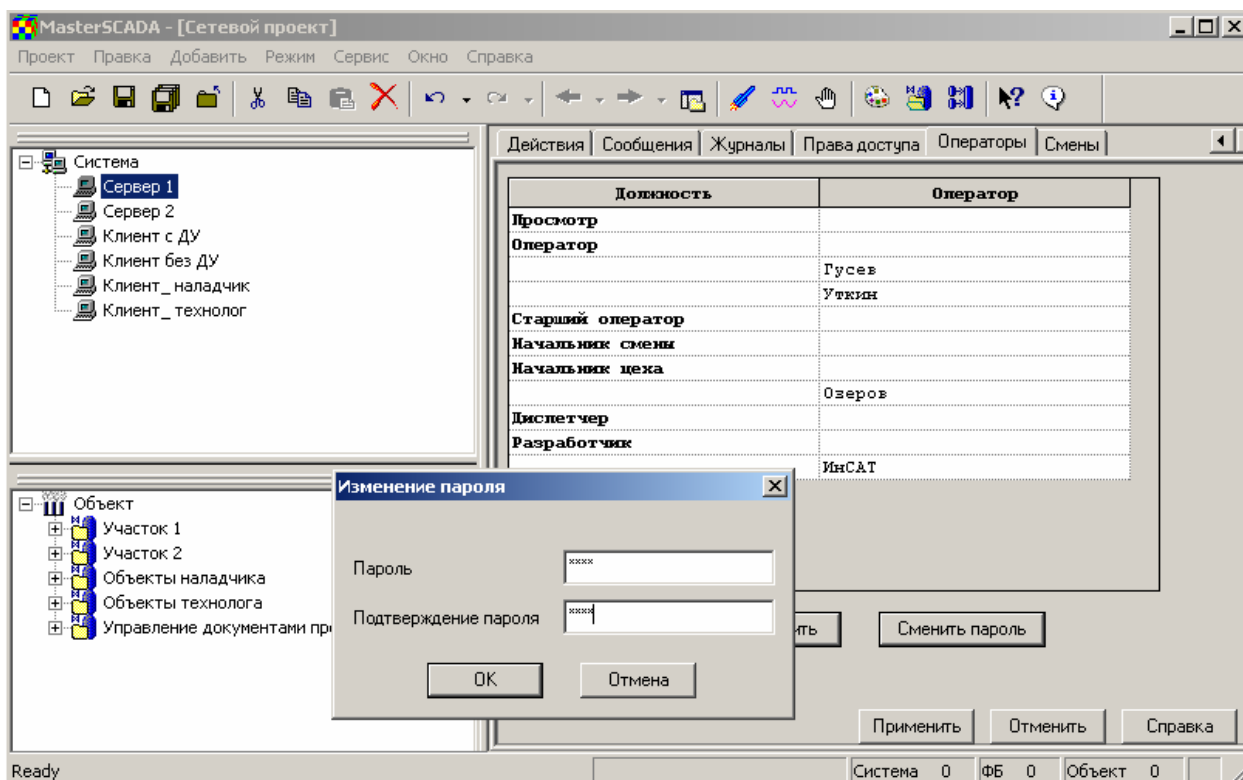 MasterSCADA - [Сетевой проект]
Проект Правка Добавить Режим Сервис Окно Справка
Система
Сервер 1
Сервер 2
Клиент с ДУ
Клиент без ДУ
Клиент_ наладчик
Клиент_ технолог
Действия Сообщения Журналы Права доступа Операторы Смены
Должность Оператор
Просмотр
Оператор
Гусев
Уткин
Старший оператор
Начальник смены
Начальник цеха
Озеров
Диспетчер
Разработчик
ИнСАТ
Объект
Участок 1
Участок 2
Объекты наладчика
Объекты технолога
Управление документами
Изменение пароля
Пароль xxxx
Подтверждение пароля xxxx
OK Отмена
Сменить пароль
Применить Отменить Справка
Ready Система 0 ФБ 0 Объект 0